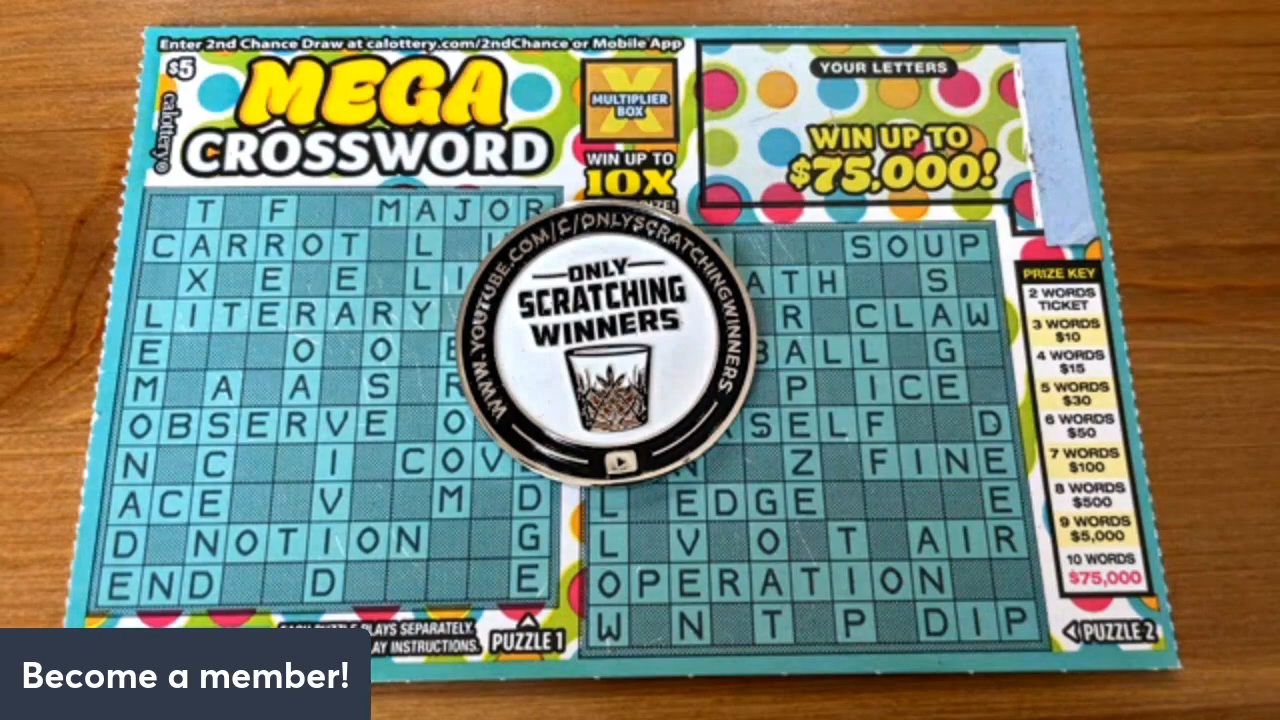 Enter 2nd Chance Draw at calottery.com/2ndChance or Mobile App
$5
calottery
MEGA
CROSSWORD
X
MULTIPLIER
BOX
WIN UP TO
10X
YOUR LETTERS
WIN UP TO
$75,000!
T F MAJOR
CARROT L
X E E LI
LITERARY
E O O
M A A S R
OBSERVE O
N C I COV
ACE V M D
D NOTION G
END D E
SOUP
ATH S
R CLAW
BALL G
P ICE
SELF D
N Z FINE
L EDGE E
L V O T AIR
OPERATION
W N T P DIP
WWW.YOUTUBE.COM/C/ONLYSCRATCHINGWINNERS
ONLY
SCRATCHING
WINNERS
PRIZE KEY
2 WORDS
TICKET
3 WORDS
$10
4 WORDS
$15
5 WORDS
$30
6 WORDS
$50
7 WORDS
$100
8 WORDS
$500
9 WORDS
$5,000
10 WORDS
$75,000
PLAYS SEPARATELY.
INSTRUCTIONS.
PUZZLE 1
PUZZLE 2
Become a member!